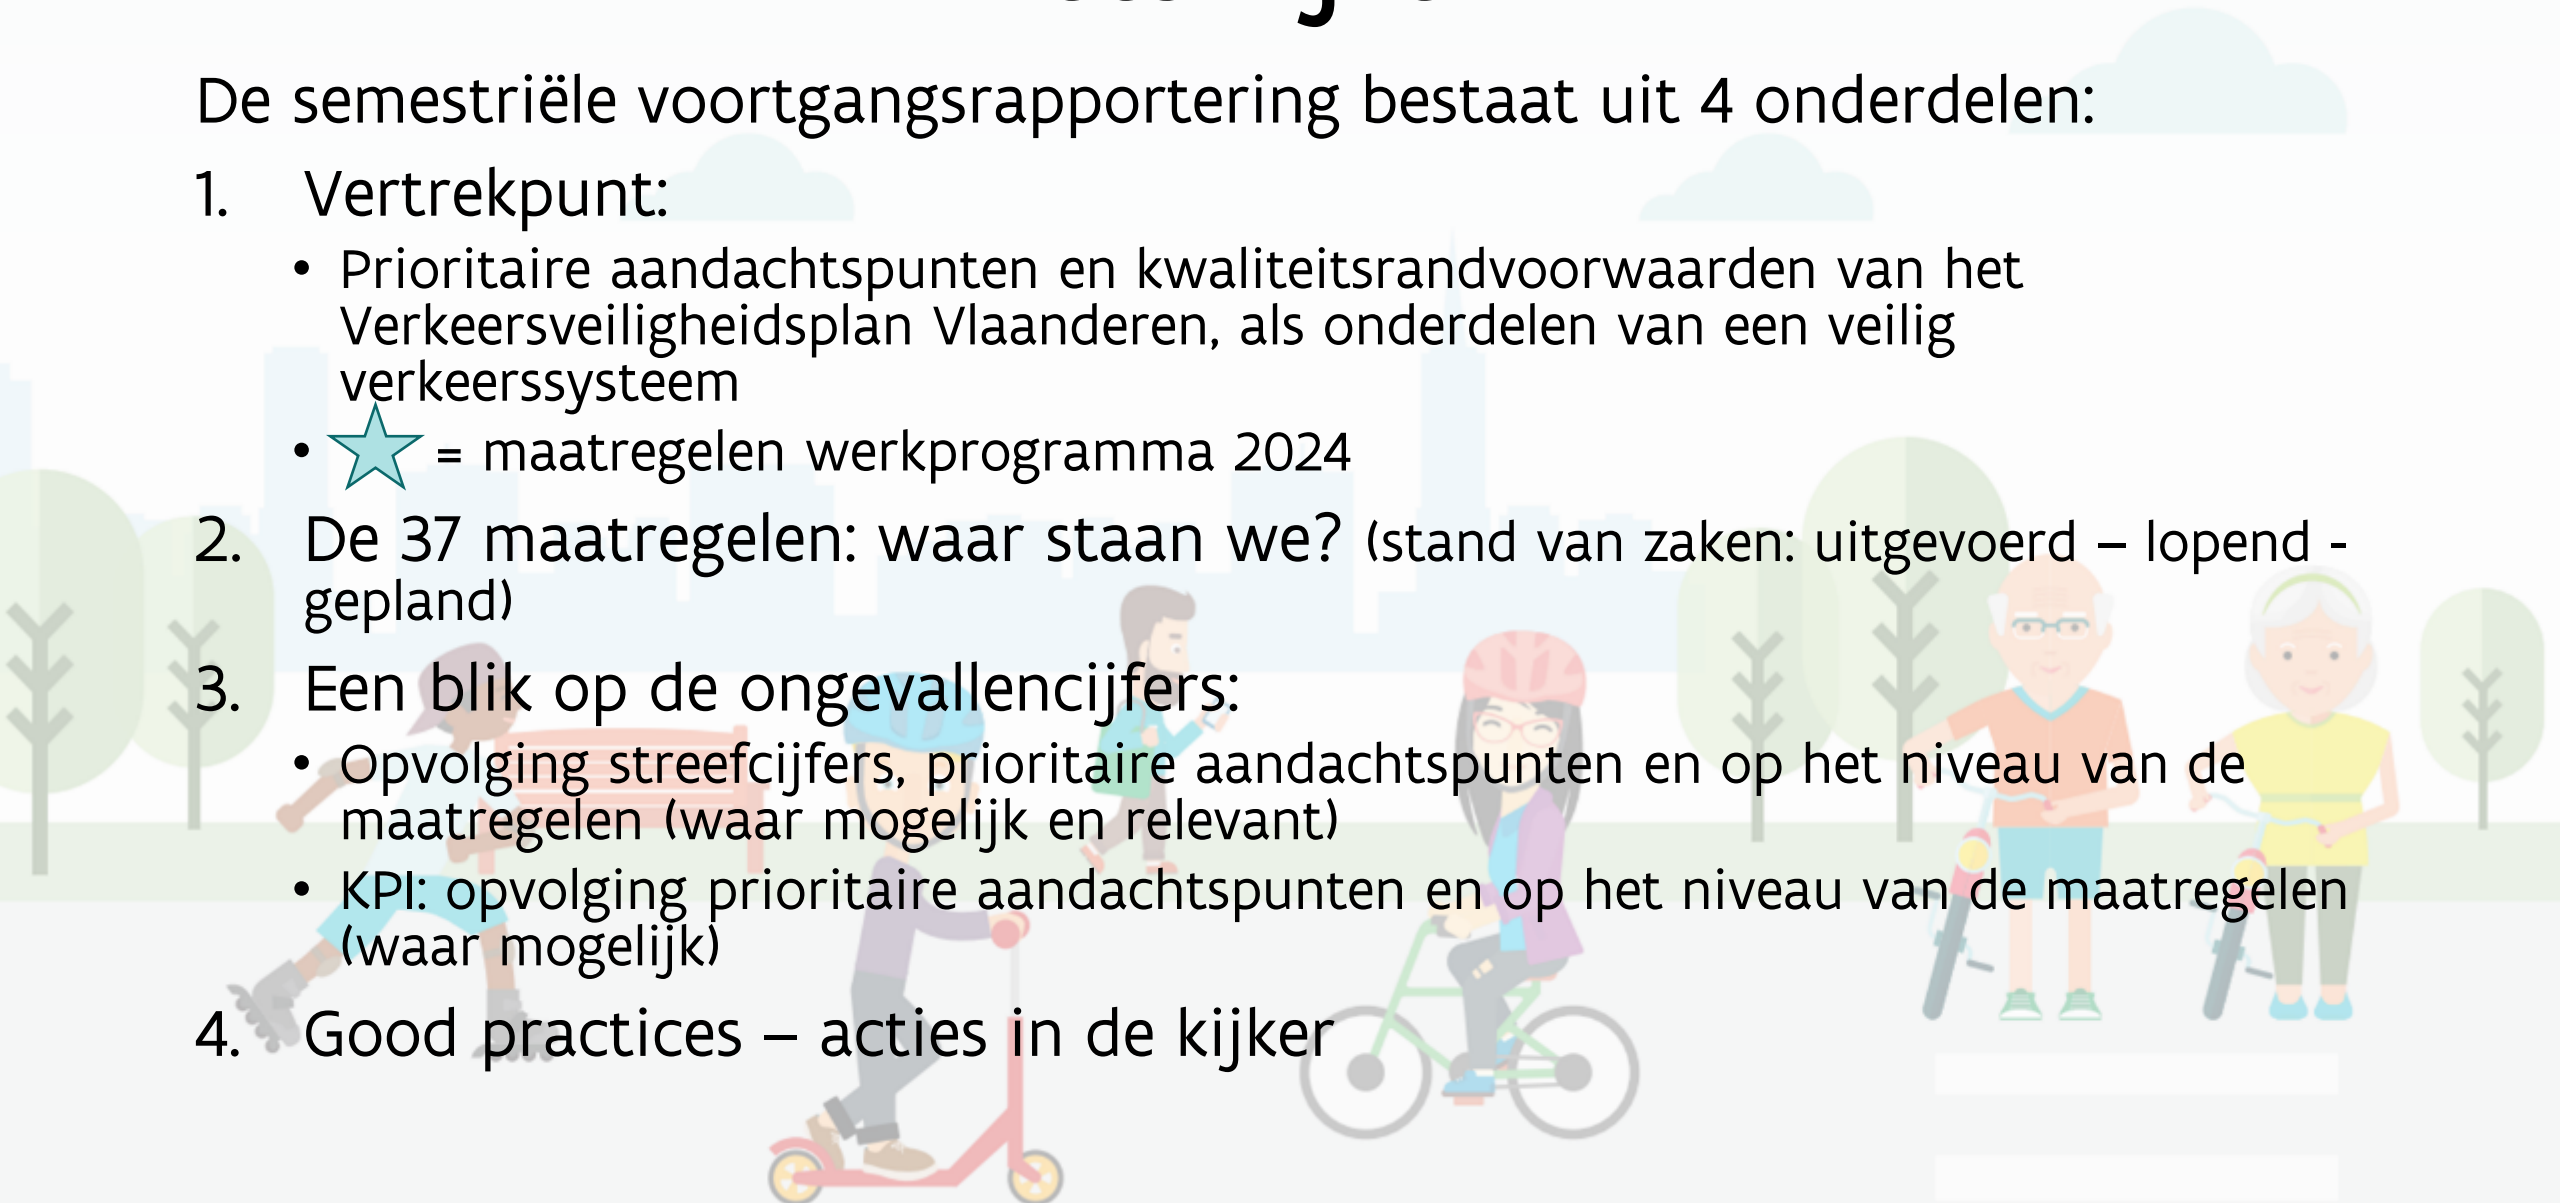 De semestriële voortgangsrapportering bestaat uit 4 onderdelen:
1. Vertrekpunt:
• Prioritaire aandachtspunten en kwaliteitsrandvoorwaarden van het
Verkeersveiligheidsplan Vlaanderen, als onderdelen van een veilig
verkeerssysteem
• = maatregelen werkprogramma 2024
2. De 37 maatregelen: waar staan we? (stand van zaken: uitgevoerd – lopend -
gepland)
3. Een blik op de ongevallencijfers:
• Opvolging streefcijfers, prioritaire aandachtspunten en op het niveau van de
maatregelen (waar mogelijk en relevant)
• KPI: opvolging prioritaire aandachtspunten en op het niveau van de maatregelen
(waar mogelijk)
4. Good practices – acties in de kijker